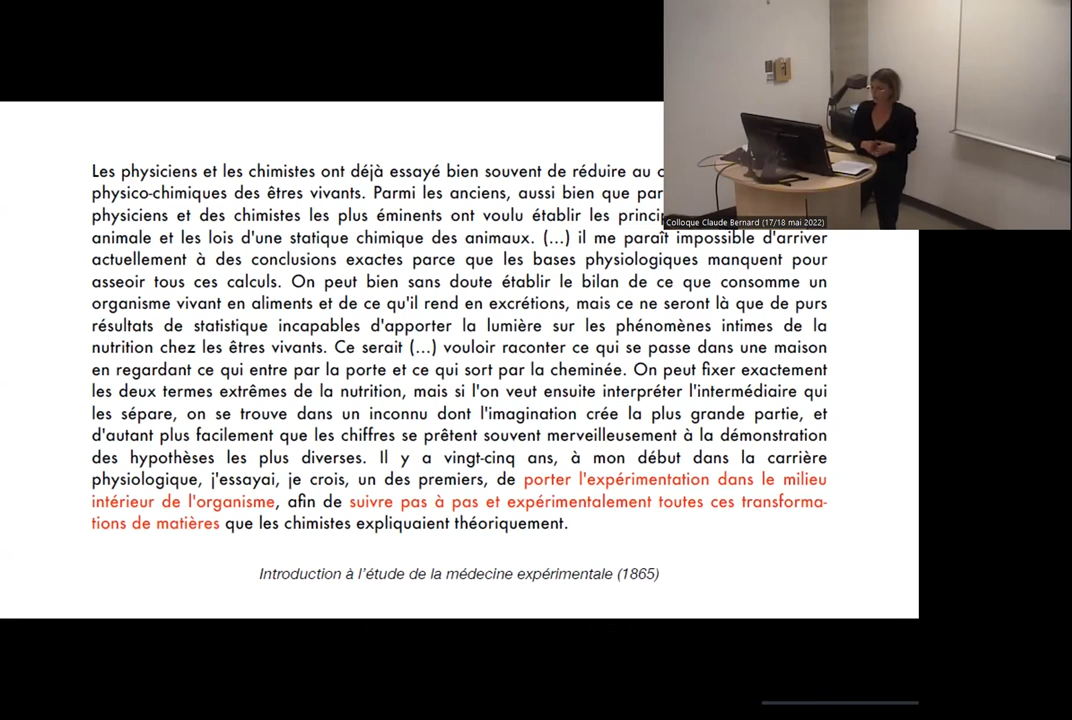 Les physiciens et les chimistes ont déjà essayé bien souvent de réduire au
physico-chimiques des êtres vivants. Parmi les anciens, aussi bien que par
physiciens et des chimistes les plus éminents ont voulu établir les
animale et les lois d'une statique chimique des animaux. (...) il me paraît impossible d'arriver
actuellement à des conclusions exactes parce que les bases physiologiques manquent pour
asseoir tous ces calculs. On peut bien sans doute établir le bilan de ce que consomme un
organisme vivant en aliments et de ce qu'il rend en excrétions, mais ce ne seront là que de purs
résultats de statistique incapables d'apporter la lumière sur les phénomènes intimes de la
nutrition chez les êtres vivants. Ce serait (...) vouloir raconter ce qui se passe dans une maison
en regardant ce qui entre par la porte et ce qui sort par la cheminée. On peut fixer exactement
les deux termes extrêmes de la nutrition, mais si l'on veut ensuite interpréter l'intermédiaire qui
les sépare, on se trouve dans un inconnu dont l'imagination crée la plus grande partie, et
d'autant plus facilement que les chiffres se prêtent souvent merveilleusement à la démonstration
des hypothèses les plus diverses. Il y a vingt-cinq ans, à mon début dans la carrière
physiologique, j'essayai, je crois, un des premiers, de porter l'expérimentation dans le milieu
intérieur de l'organisme, afin de suivre pas à pas et expérimentalement toutes ces transforma-
tions de matières que les chimistes expliquaient théoriquement.
Introduction à l'étude de la médecine expérimentale (1865)
Colloque Claude Bernard (17/18 mai 2022)